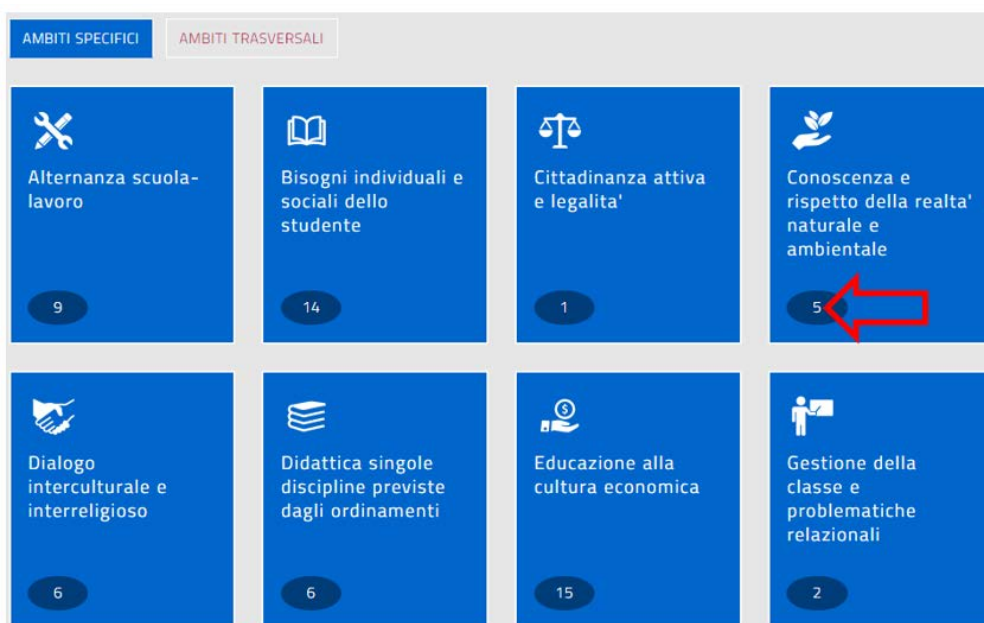 AMBITI SPECIFICI
AMBITI TRASVERSALI
Alternanza scuola-
lavoro
9
Bisogni individuali e
sociali dello
studente
14
Cittadinanza attiva
e legalita'
1
Conoscenza e
rispetto della realta'
naturale e
ambientale
5
Dialogo
interculturale e
interreligioso
6
Didattica singole
discipline previste
dagli ordinamenti
6
Educazione alla
cultura economica
15
Gestione della
classe e
problematiche
relazionali
2